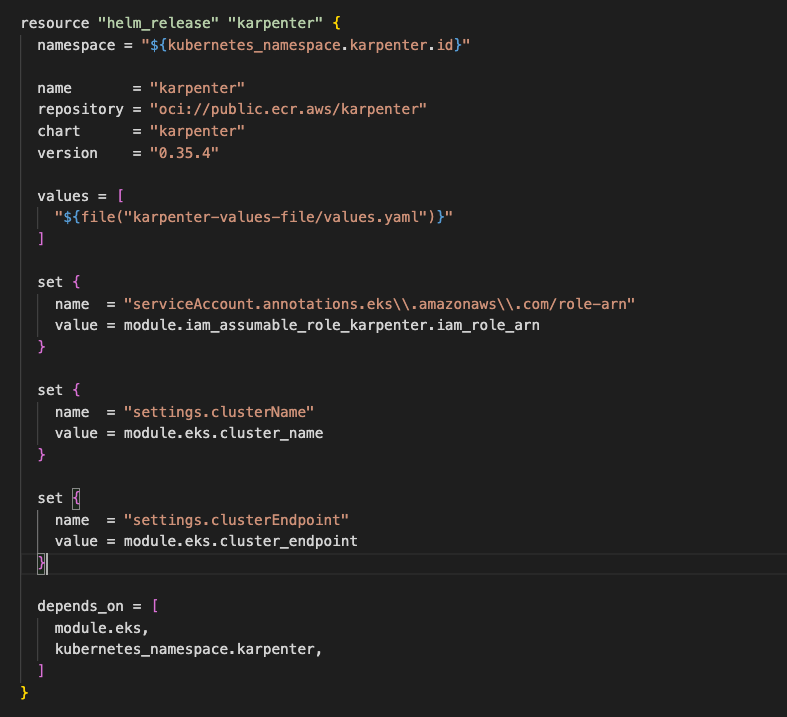 resource "helm_release" "karpenter" {
  namespace = "${kubernetes_namespace.karpenter.id}"

  name       = "karpenter"
  repository = "oci://public.ecr.aws/karpenter"
  chart      = "karpenter"
  version    = "0.35.4"

  values = [
    "${file("karpenter-values-file/values.yaml")}"
  ]

  set {
    name  = "serviceAccount.annotations.eks\\.amazonaws\\.com/role-arn"
    value = module.iam_assumable_role_karpenter.iam_role_arn
  }

  set {
    name  = "settings.clusterName"
    value = module.eks.cluster_name
  }

  set {
    name  = "settings.clusterEndpoint"
    value = module.eks.cluster_endpoint
  }

  depends_on = [
    module.eks,
    kubernetes_namespace.karpenter,
  ]
}